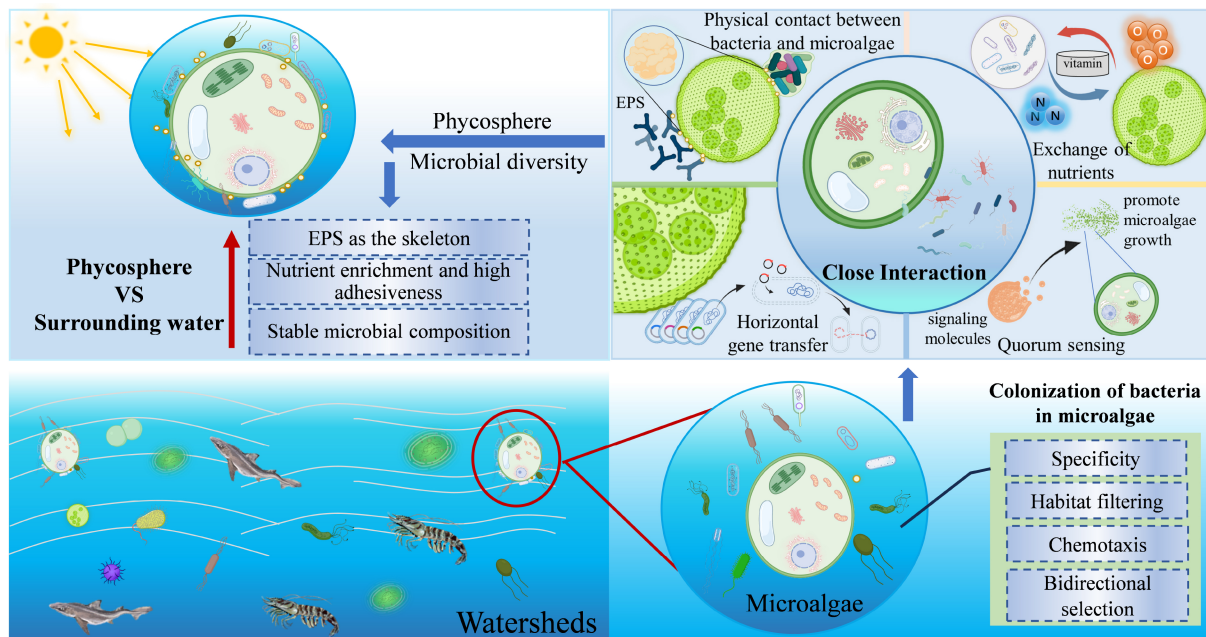 Phycosphere
Microbial diversity
Phycosphere
VS
Surrounding water
EPS as the skeleton
Nutrient enrichment and high
adhesiveness
Stable microbial composition
Physical contact between
bacteria and microalgae
EPS
vitamin
O
O
O
O
O
N
N
N
Exchange of
nutrients
Close Interaction
Horizontal
gene transfer
promote
microalgae
growth
signaling
molecules
Quorum sensing
Watersheds
Microalgae
Colonization of bacteria
in microalgae
Specificity
Habitat filtering
Chemotaxis
Bidirectional
selection